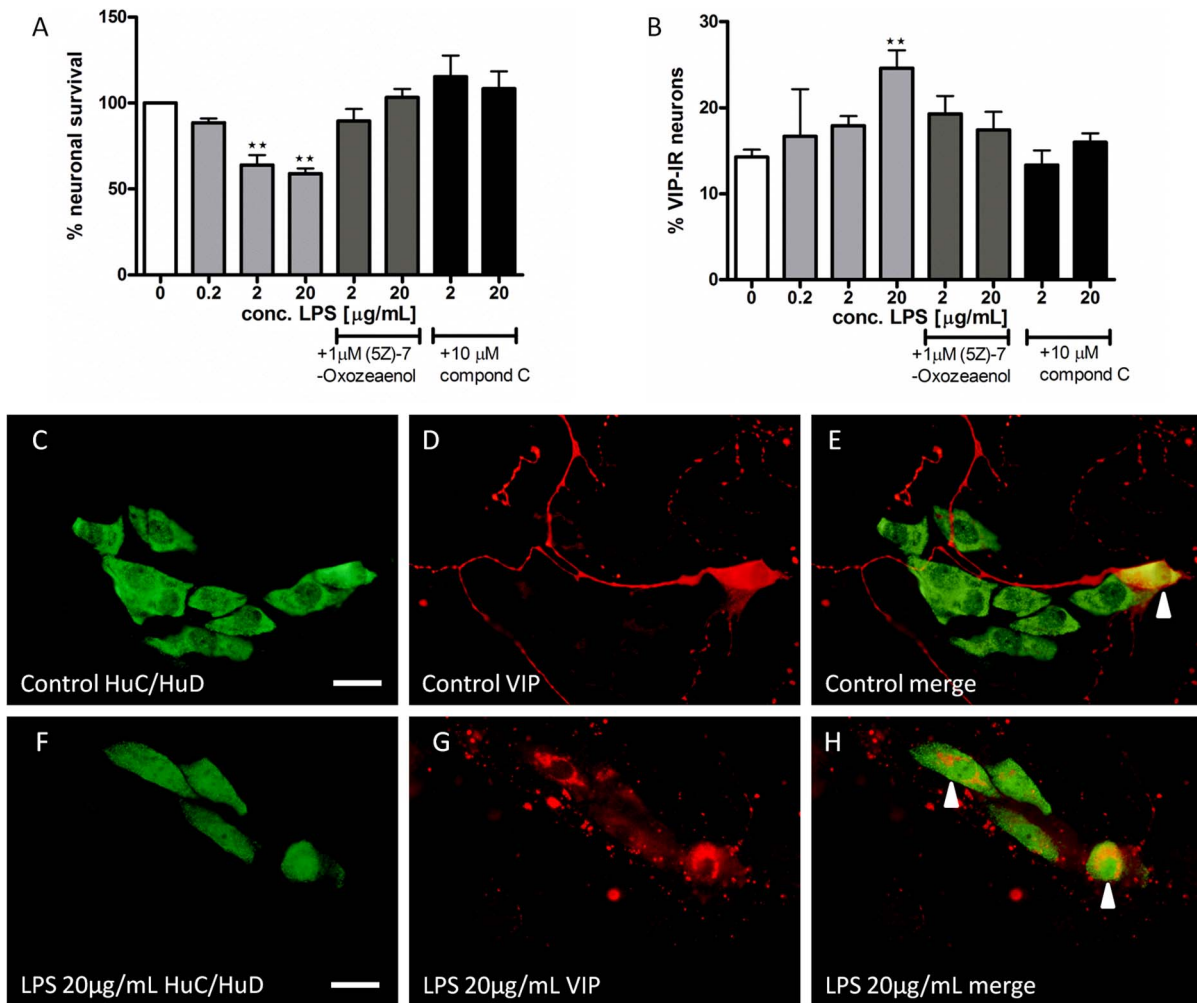 A
% neuronal survival
150
100
50
0
★★
★★
0 0.2 2 20 2 20 2 20
conc. LPS [μg/mL]
+1μM (5Z)-7
-Oxozeaenol
+10 μM
compond C
B
% VIP-IR neurons
30
20
10
0
★★
0 0.2 2 20 2 20 2 20
conc. LPS [μg/mL]
+1μM (5Z)-7
-Oxozeaenol
+10 μM
compond C
C
Control HuC/HuD
D
Control VIP
E
Control merge
F
LPS 20μg/mL HuC/HuD
G
LPS 20μg/mL VIP
H
LPS 20μg/mL merge